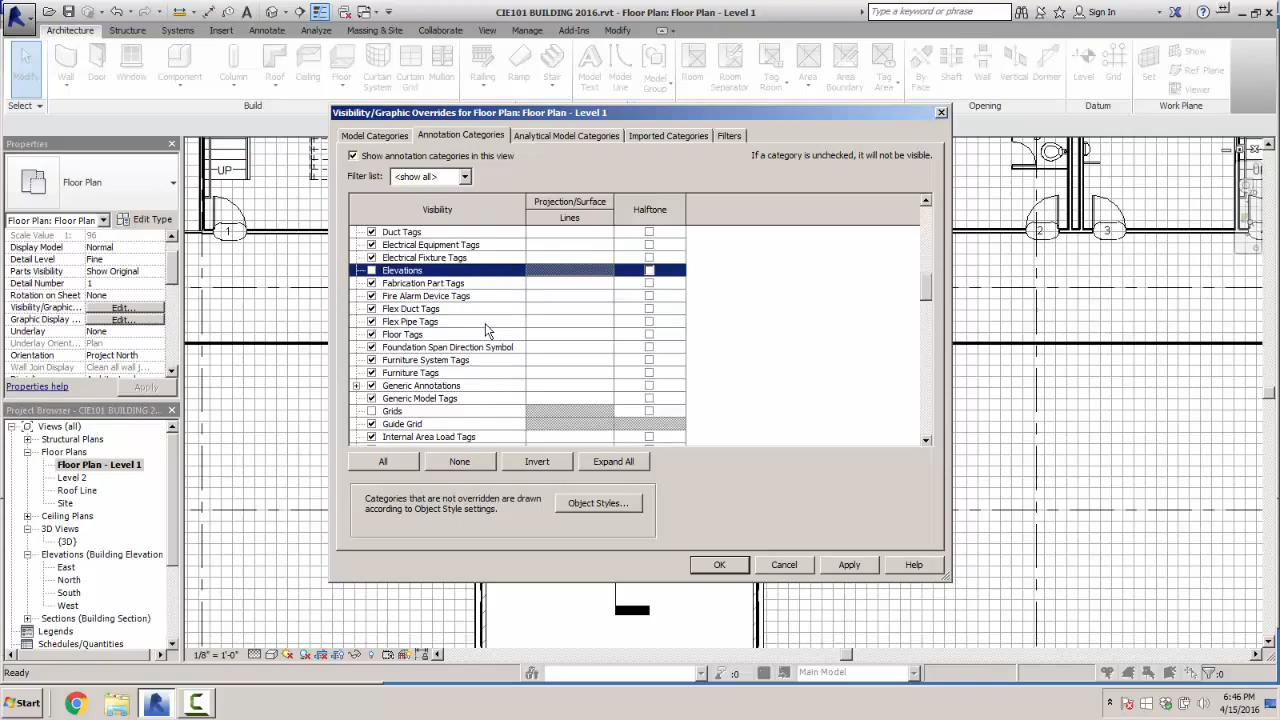 CIE101 BUILDING 2016.rvt - Floor Plan: Floor Plan - Level 1
Type a keyword or phrase
Sign In
Architecture Structure Systems Insert Annotate Analyze Massing & Site Collaborate View Manage Add-Ins Modify
Modify Wall Door Window Component Column Roof Ceiling Floor Curtain System Curtain Grid Mullion Railing Ramp Stair Model Text Model Line Model Group Room Room Separator Tag Room Area Area Boundary Tag Area By Face Shaft Wall Vertical Dormer Level Grid Set Show Ref Plane Viewer
Select Build Opening Datum Work Plane
Properties
Floor Plan
Floor Plan: Floor Plan Edit Type
Scale Value 1: 96
Display Model Normal
Detail Level Fine
Parts Visibility Show Original
Detail Number 1
Rotation on Sheet None
Visibility/Graphic... Edit...
Graphic Display ... Edit...
Underlay None
Underlay Orient... Plan
Orientation Project North
Wall Join Display Clean all wall j...
Properties help Apply
Project Browser - CIE101 BUILDING 2...
Views (all)
Structural Plans
Floor Plans
Floor Plan - Level 1
Level 2
Roof Line
Site
Ceiling Plans
3D Views
{3D}
Elevations (Building Elevation
East
North
South
West
Sections (Building Section)
Legends
Schedules/Quantities
UP
1
2
3
Visibility/Graphic Overrides for Floor Plan: Floor Plan - Level 1
Model Categories Annotation Categories Analytical Model Categories Imported Categories Filters
Show annotation categories in this view
If a category is unchecked, it will not be visible.
Filter list: <show all>
Visibility Projection/Surface Halftone
Lines
Duct Tags
Electrical Equipment Tags
Electrical Fixture Tags
Elevations
Fabrication Part Tags
Fire Alarm Device Tags
Flex Duct Tags
Flex Pipe Tags
Floor Tags
Foundation Span Direction Symbol
Furniture System Tags
Furniture Tags
Generic Annotations
Generic Model Tags
Grids
Guide Grid
Internal Area Load Tags
All None Invert Expand All
Categories that are not overridden are drawn
according to Object Style settings.
Object Styles...
OK Cancel Apply Help
1/8" = 1'-0"
Ready
:0
Main Model
:0
Start
6:46 PM
4/15/2016